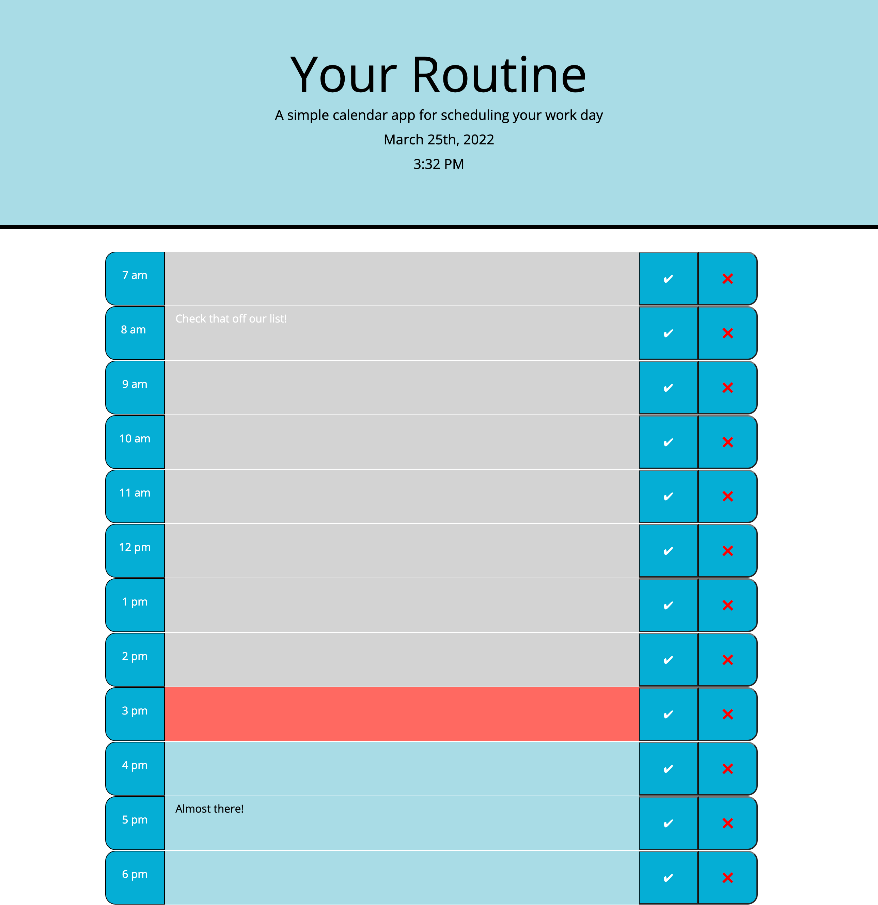 Your Routine
A simple calendar app for scheduling your work day
March 25th, 2022
3:32 PM
7 am ✔ ✖
8 am Check that off our list! ✔ ✖
9 am ✔ ✖
10 am ✔ ✖
11 am ✔ ✖
12 pm ✔ ✖
1 pm ✔ ✖
2 pm ✔ ✖
3 pm ✔ ✖
4 pm ✔ ✖
5 pm Almost there! ✔ ✖
6 pm ✔ ✖